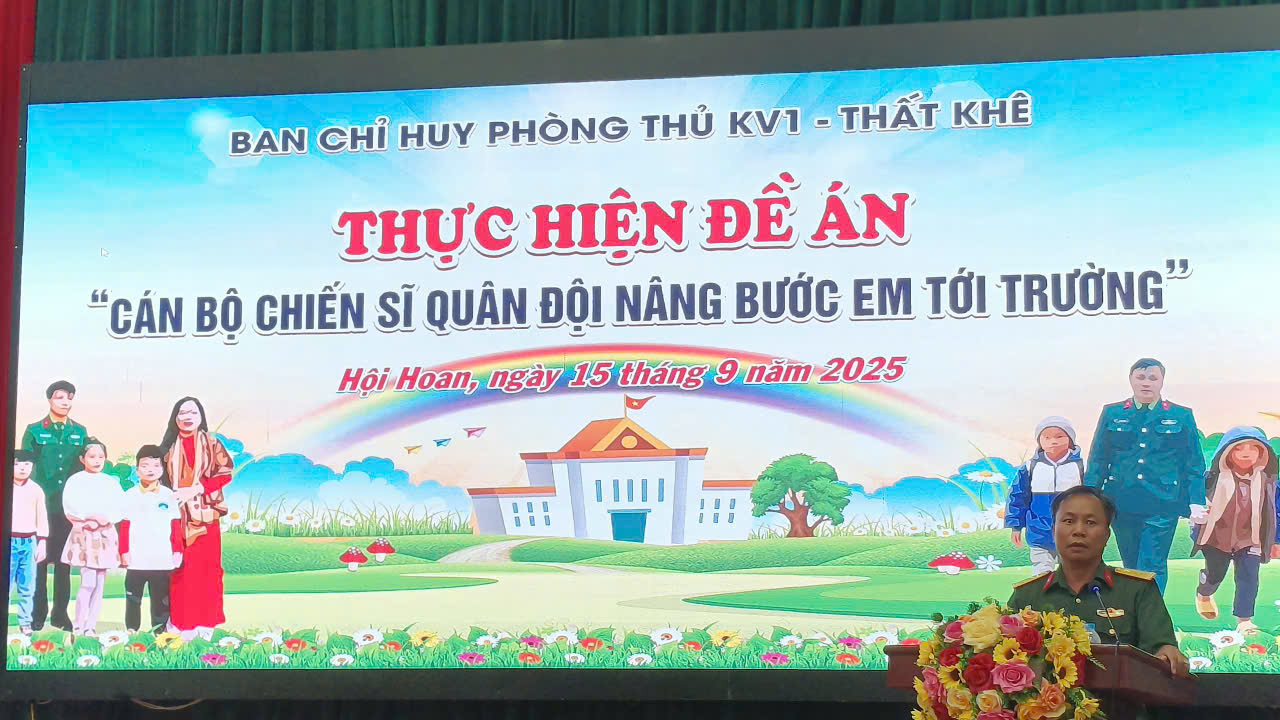 BAN CHỈ HUY PHÒNG THỦ KV1 - THẤT KHÊ
THỰC HIỆN ĐỀ ÁN
“CÁN BỘ CHIẾN SĨ QUÂN ĐỘI NÂNG BƯỚC EM TỚI TRƯỜNG”
Hội Hoan, ngày 15 tháng 9 năm 2025